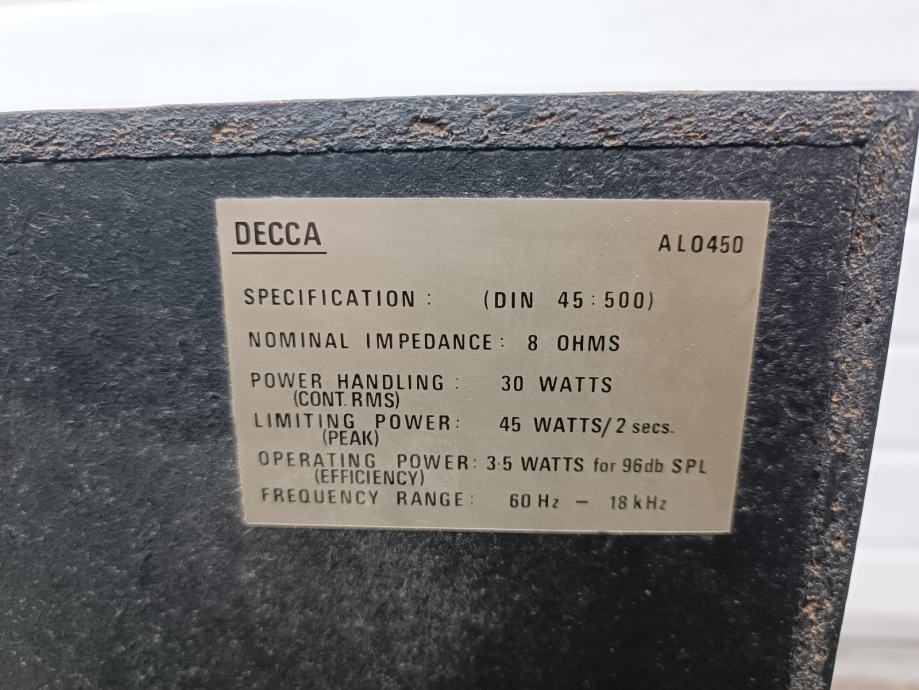 DECCA AL0450
SPECIFICATION : (DIN 45:500)
NOMINAL IMPEDANCE: 8 OHMS
POWER HANDLING : 30 WATTS
(CONT. RMS)
LIMITING POWER: 45 WATTS/2 secs.
(PEAK)
OPERATING POWER: 3·5 WATTS for 96db SPL
(EFFICIENCY)
FREQUENCY RANGE: 60 Hz – 18 kHz